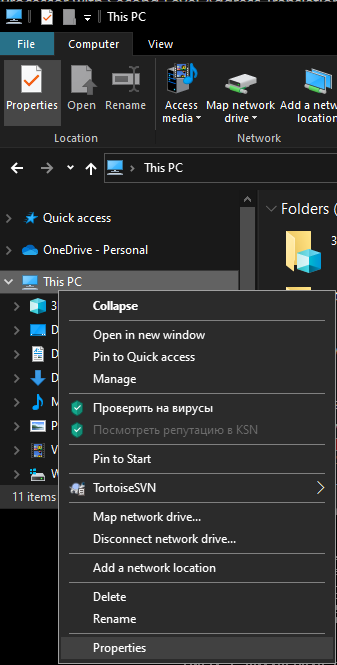 This PC
File
Computer
View
Properties
Open
Rename
Access
media
Map network
drive
Add a netw
location
Location
Network
This PC
Quick access
OneDrive - Personal
This PC
Folders (
3
3
D
D
D
M
P
V
W
11 items
Collapse
Open in new window
Pin to Quick access
Manage
Проверить на вирусы
Посмотреть репутацию в KSN
Pin to Start
TortoiseSVN
Map network drive...
Disconnect network drive...
Add a network location
Delete
Rename
Properties